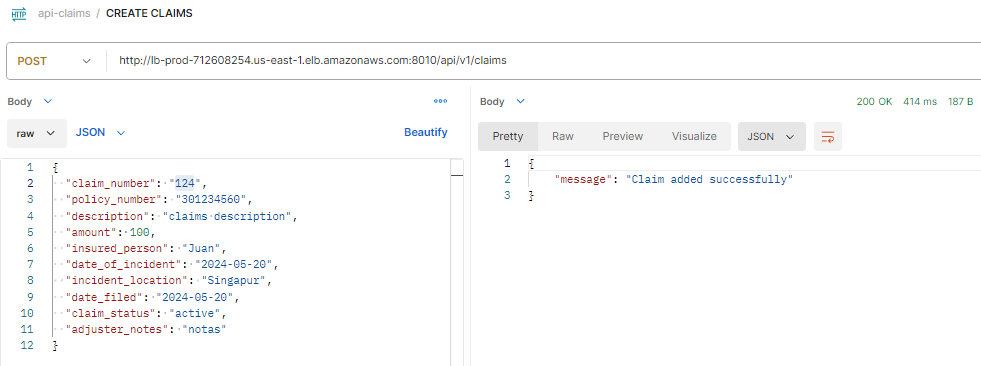 HTTP api-claims / CREATE CLAIMS
POST http://lb-prod-712608254.us-east-1.elb.amazonaws.com:8010/api/v1/claims
Body
raw JSON Beautify
1 {
2 "claim_number": "124",
3 "policy_number": "301234560",
4 "description": "claims description",
5 "amount": 100,
6 "insured_person": "Juan",
7 "date_of_incident": "2024-05-20",
8 "incident_location": "Singapur",
9 "date_filed": "2024-05-20",
10 "claim_status": "active",
11 "adjuster_notes": "notas"
12 }
Body 200 OK 414 ms 187 B
Pretty Raw Preview Visualize JSON
1 {
2 "message": "Claim added successfully"
3 }